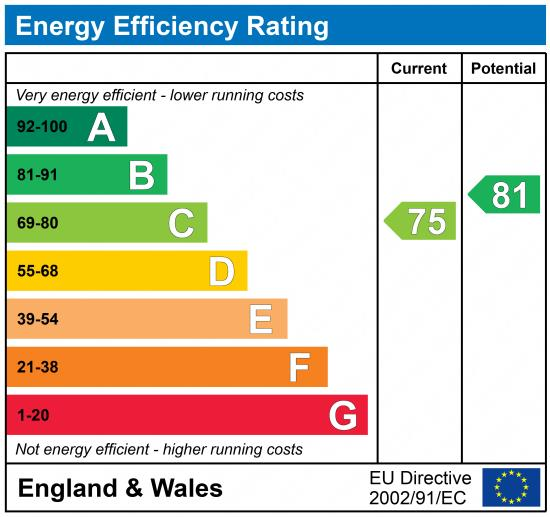 Energy Efficiency Rating
Current Potential
Very energy efficient - lower running costs
92-100 A
81-91 B
81
69-80 C
75
55-68 D
39-54 E
21-38 F
1-20 G
Not energy efficient - higher running costs
England & Wales
EU Directive
2002/91/EC